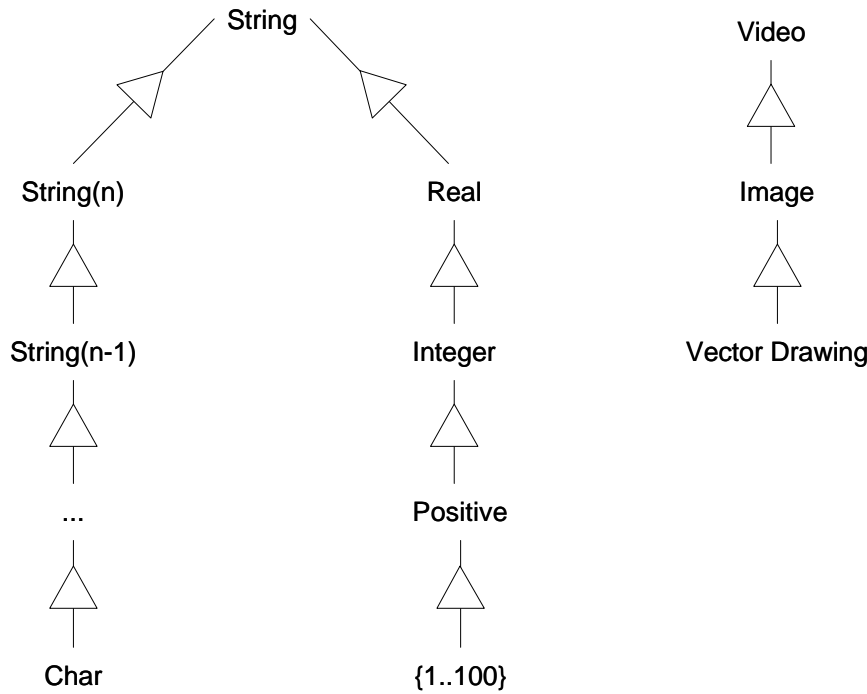 String
Video
String(n)
Real
Image
String(n-1)
Integer
Vector Drawing
...
Positive
Char
{1..100}